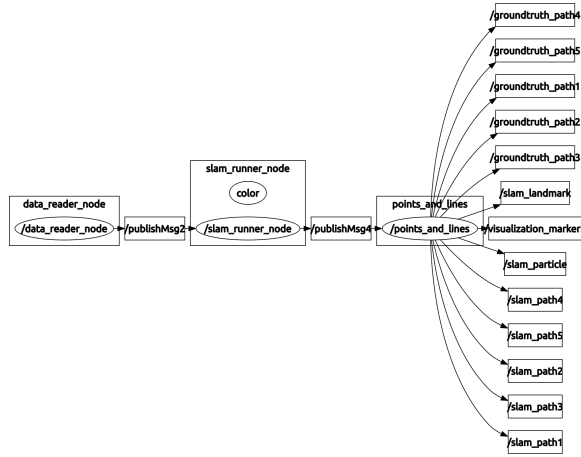 /groundtruth_path4
/groundtruth_path5
/groundtruth_path1
/groundtruth_path2
/groundtruth_path3
slam_runner_node
color
data_reader_node
points_and_lines
/slam_landmark
/data_reader_node
/publishMsg2
/slam_runner_node
/publishMsg4
/points_and_lines
/visualization_marker
/slam_particle
/slam_path4
/slam_path5
/slam_path2
/slam_path3
/slam_path1